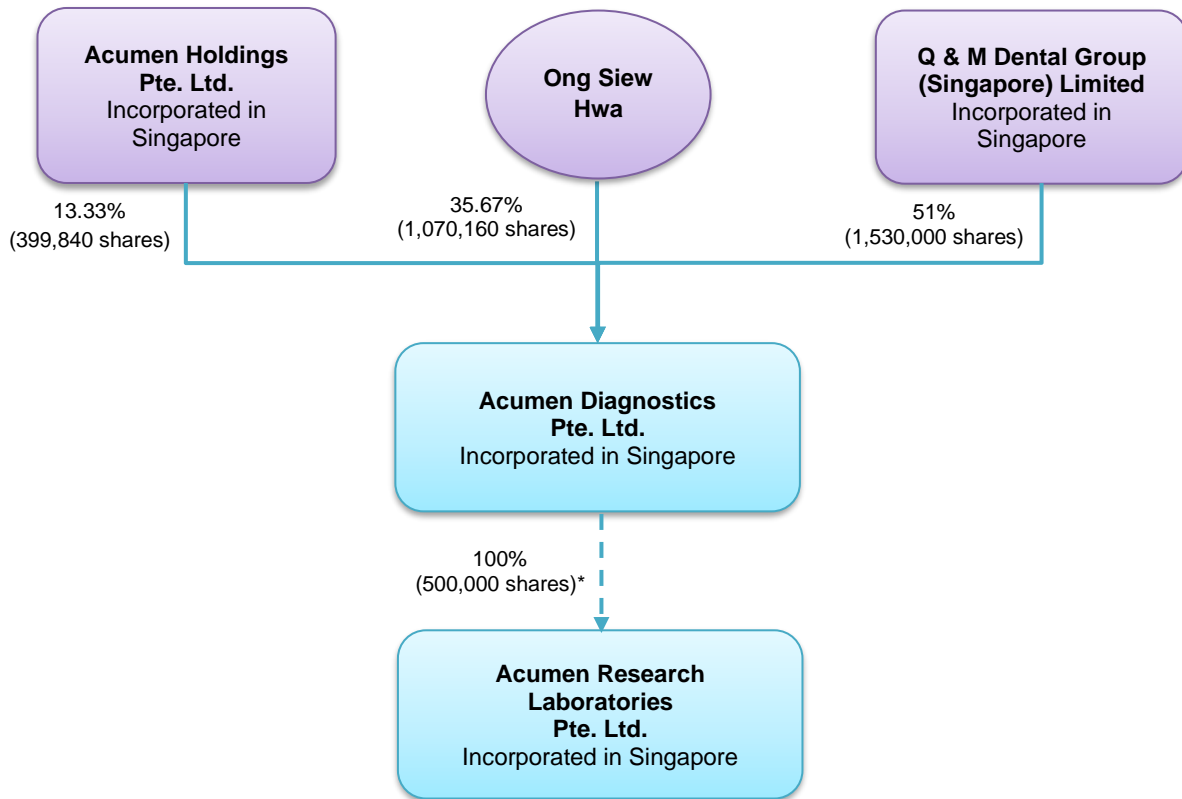 Acumen Holdings
Pte. Ltd.
Incorporated in
Singapore
Ong Siew
Hwa
Q & M Dental Group
(Singapore) Limited
Incorporated in
Singapore
13.33%
(399,840 shares)
35.67%
(1,070,160 shares)
51%
(1,530,000 shares)
Acumen Diagnostics
Pte. Ltd.
Incorporated in Singapore
100%
(500,000 shares)*
Acumen Research
Laboratories
Pte. Ltd.
Incorporated in Singapore